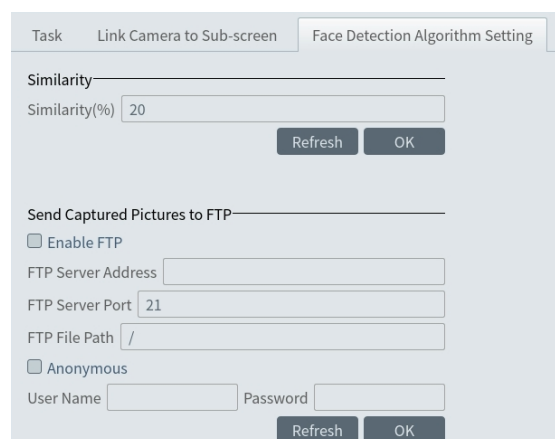 Task Link Camera to Sub-screen Face Detection Algorithm Setting
Similarity
Similarity(%) 20
Refresh OK
Send Captured Pictures to FTP
Enable FTP
FTP Server Address
FTP Server Port 21
FTP File Path /
Anonymous
User Name Password
Refresh OK